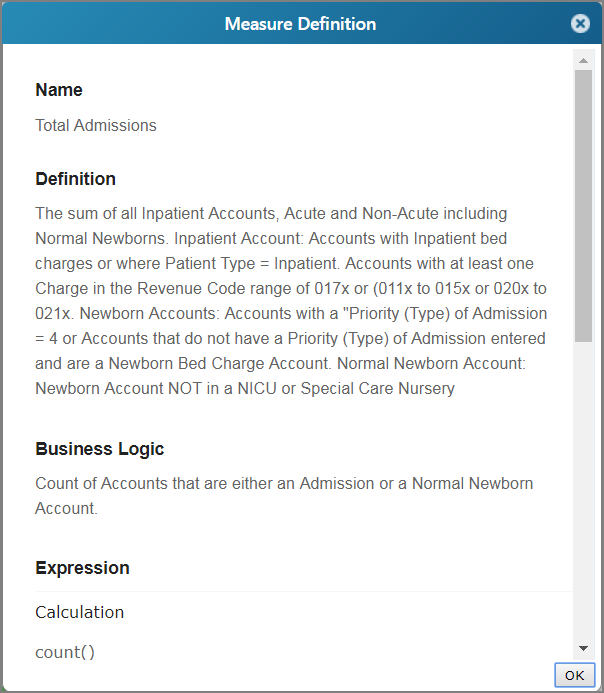 Measure Definition
Name
Total Admissions
Definition
The sum of all Inpatient Accounts, Acute and Non-Acute including
Normal Newborns. Inpatient Account: Accounts with Inpatient bed
charges or where Patient Type = Inpatient. Accounts with at least one
Charge in the Revenue Code range of 017x or (011x to 015x or 020x to
021x. Newborn Accounts: Accounts with a "Priority (Type) of Admission
= 4 or Accounts that do not have a Priority (Type) of Admission entered
and are a Newborn Bed Charge Account. Normal Newborn Account:
Newborn Account NOT in a NICU or Special Care Nursery
Business Logic
Count of Accounts that are either an Admission or a Normal Newborn
Account.
Expression
Calculation
count()
OK